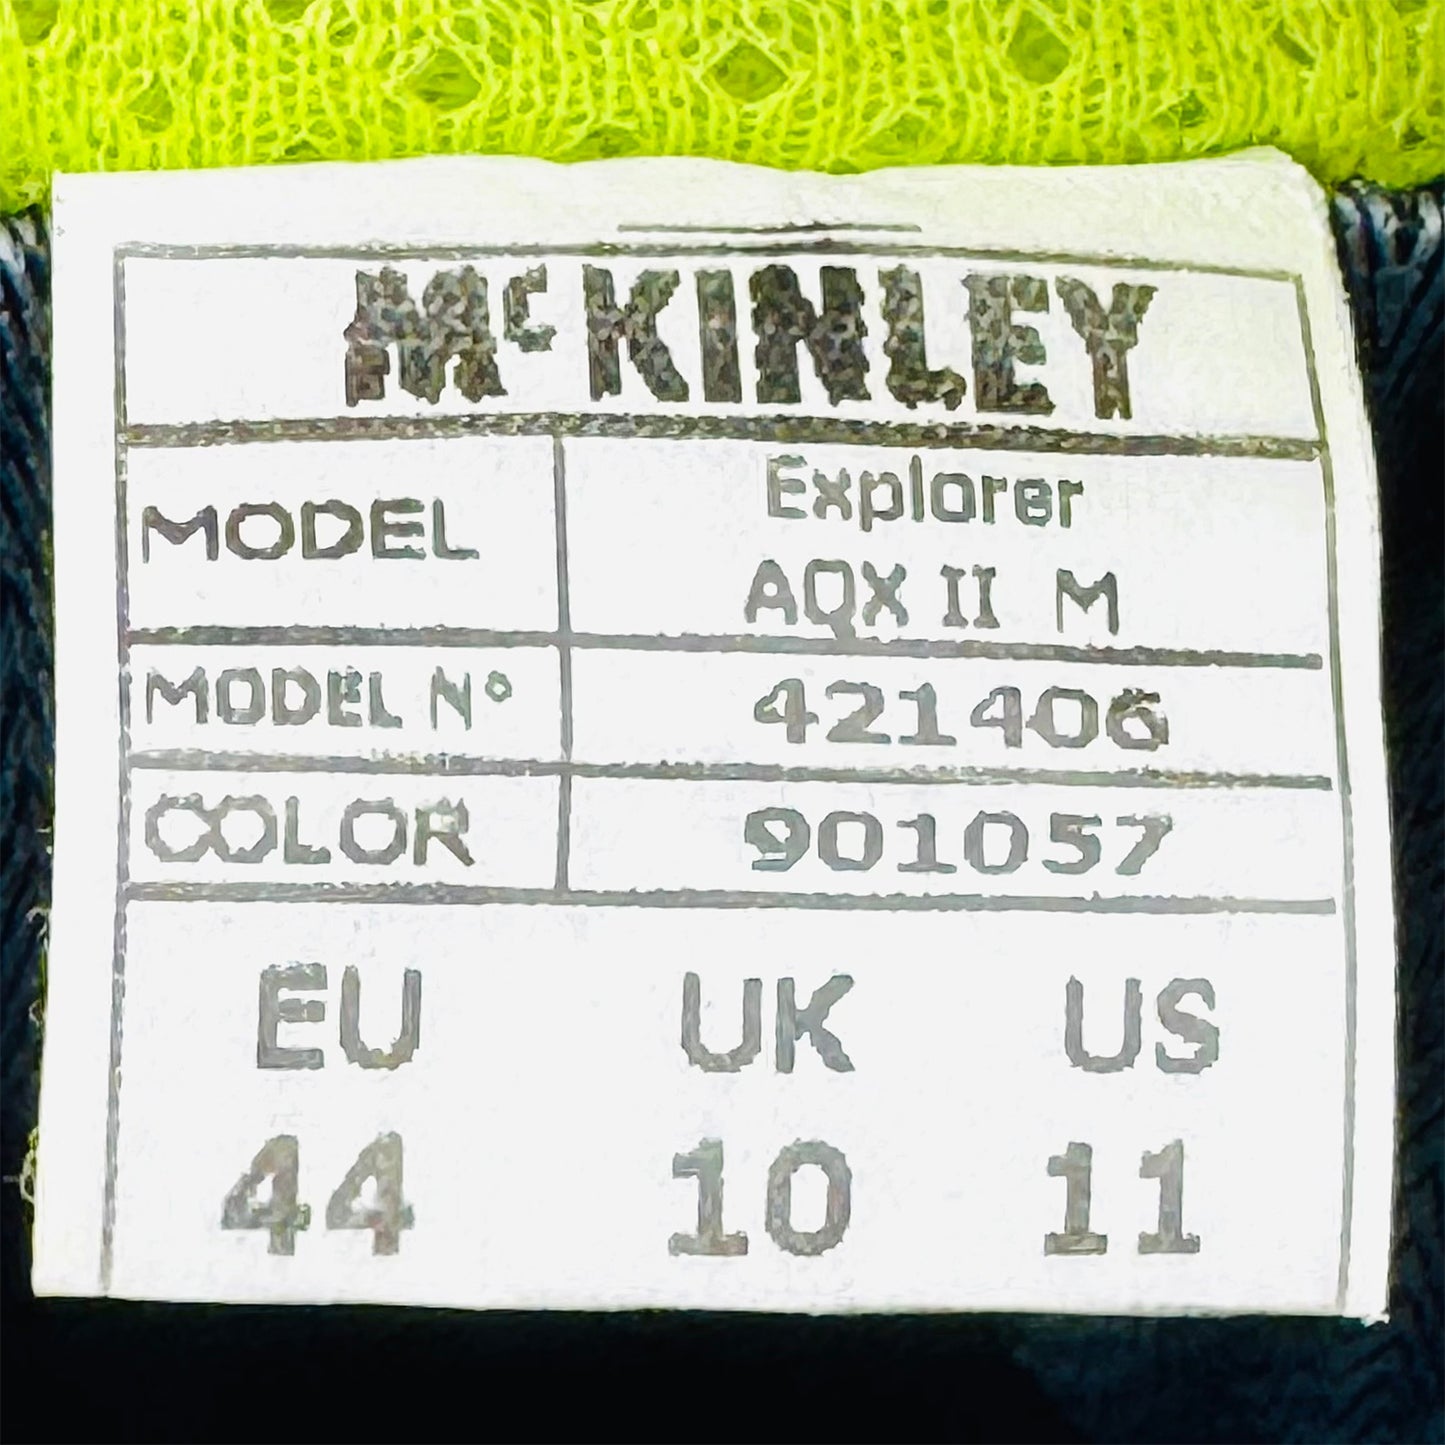 McKINLEY
MODEL Explorer
AQX II M
MODEL N° 421406
COLOR 901057
EU UK US
44 10 11